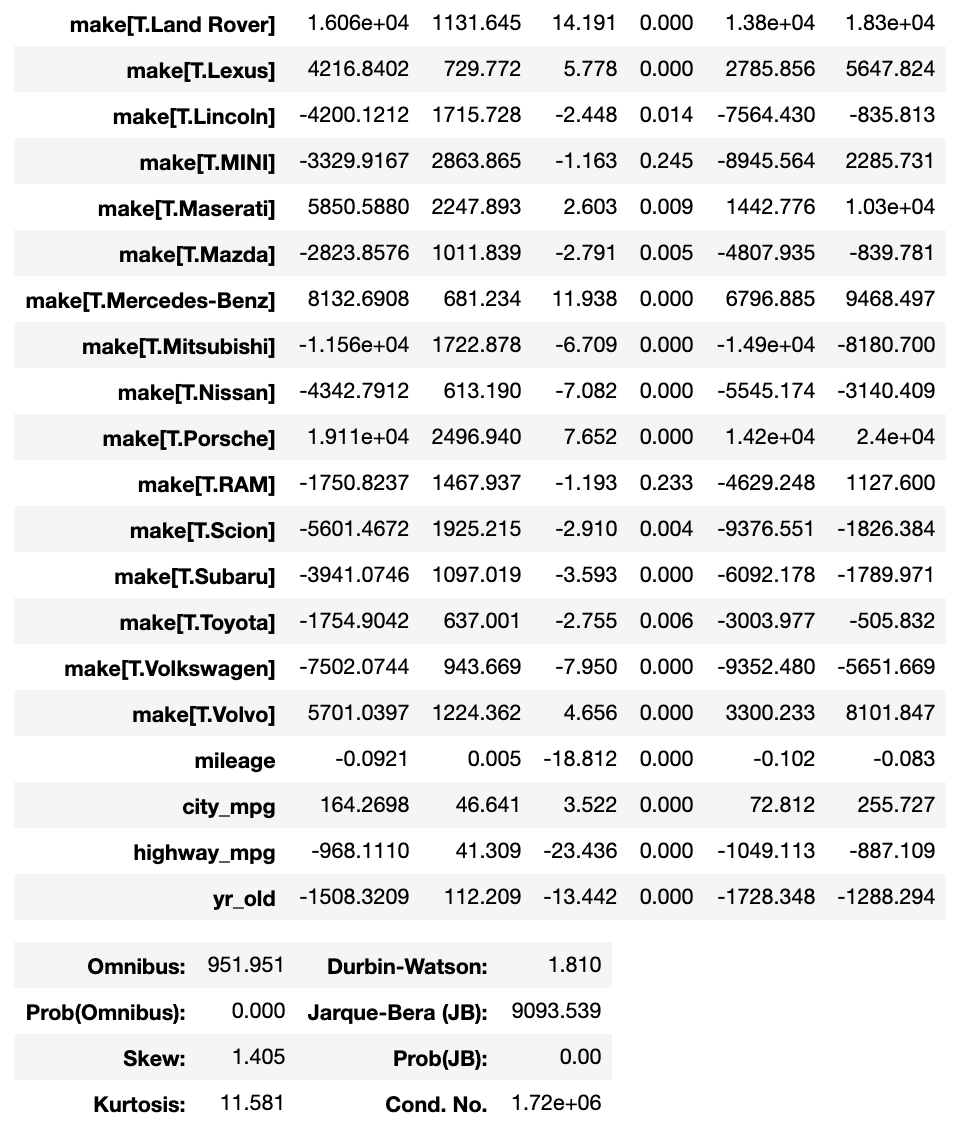 make[T.Land Rover] 1.606e+04 1131.645 14.191 0.000 1.38e+04 1.83e+04
make[T.Lexus] 4216.8402 729.772 5.778 0.000 2785.856 5647.824
make[T.Lincoln] -4200.1212 1715.728 -2.448 0.014 -7564.430 -835.813
make[T.MINI] -3329.9167 2863.865 -1.163 0.245 -8945.564 2285.731
make[T.Maserati] 5850.5880 2247.893 2.603 0.009 1442.776 1.03e+04
make[T.Mazda] -2823.8576 1011.839 -2.791 0.005 -4807.935 -839.781
make[T.Mercedes-Benz] 8132.6908 681.234 11.938 0.000 6796.885 9468.497
make[T.Mitsubishi] -1.156e+04 1722.878 -6.709 0.000 -1.49e+04 -8180.700
make[T.Nissan] -4342.7912 613.190 -7.082 0.000 -5545.174 -3140.409
make[T.Porsche] 1.911e+04 2496.940 7.652 0.000 1.42e+04 2.4e+04
make[T.RAM] -1750.8237 1467.937 -1.193 0.233 -4629.248 1127.600
make[T.Scion] -5601.4672 1925.215 -2.910 0.004 -9376.551 -1826.384
make[T.Subaru] -3941.0746 1097.019 -3.593 0.000 -6092.178 -1789.971
make[T.Toyota] -1754.9042 637.001 -2.755 0.006 -3003.977 -505.832
make[T.Volkswagen] -7502.0744 943.669 -7.950 0.000 -9352.480 -5651.669
make[T.Volvo] 5701.0397 1224.362 4.656 0.000 3300.233 8101.847
mileage -0.0921 0.005 -18.812 0.000 -0.102 -0.083
city_mpg 164.2698 46.641 3.522 0.000 72.812 255.727
highway_mpg -968.1110 41.309 -23.436 0.000 -1049.113 -887.109
yr_old -1508.3209 112.209 -13.442 0.000 -1728.348 -1288.294
Omnibus: 951.951 Durbin-Watson: 1.810
Prob(Omnibus): 0.000 Jarque-Bera (JB): 9093.539
Skew: 1.405 Prob(JB): 0.00
Kurtosis: 11.581 Cond. No. 1.72e+06